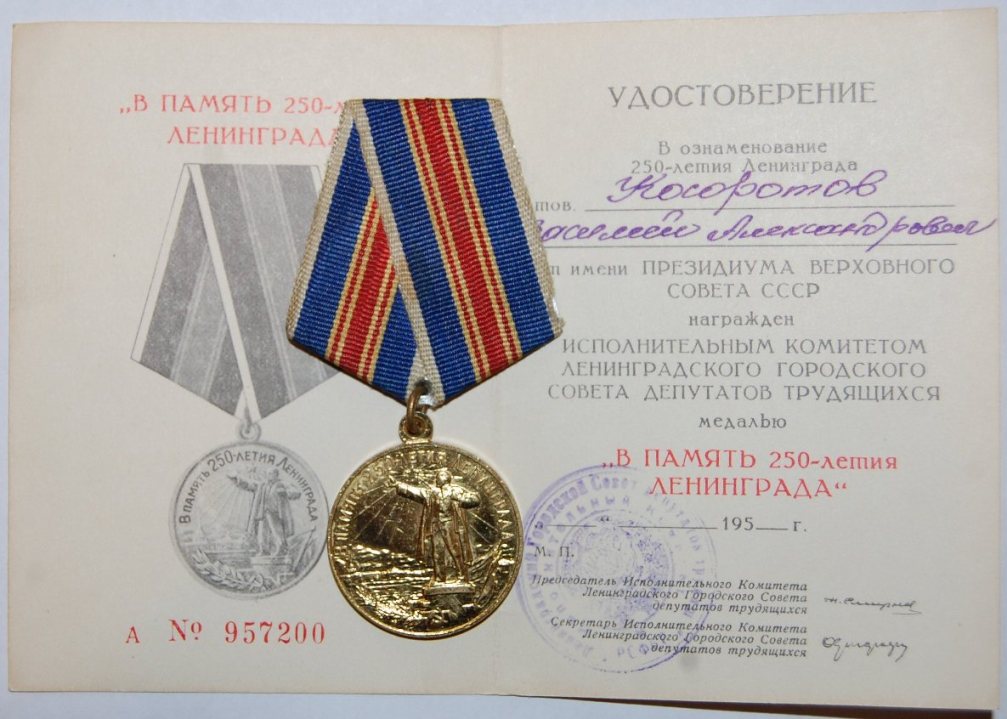 „В ПАМЯТЬ 250-л
ЛЕНИНГРАДА
В ПАМЯТЬ 250-ЛЕТИЯ ЛЕНИНГРАДА
А № 957200
УДОСТОВЕРЕНИЕ
В ознаменование
250-летия Ленинграда
тов. Косоротов
Василий Александрович
от имени ПРЕЗИДИУМА ВЕРХОВНОГО
СОВЕТА СССР
награжден
ИСПОЛНИТЕЛЬНЫМ КОМИТЕТОМ
ЛЕНИНГРАДСКОГО ГОРОДСКОГО
СОВЕТА ДЕПУТАТОВ ТРУДЯЩИХСЯ
медалью
„В ПАМЯТЬ 250-летия
ЛЕНИНГРАДА“
“ 195 г.
М. П.
Председатель Исполнительного Комитета
Ленинградского Городского Совета
депутатов трудящихся
Секретарь Исполнительного Комитета
Ленинградского Городского Совета
депутатов трудящихся